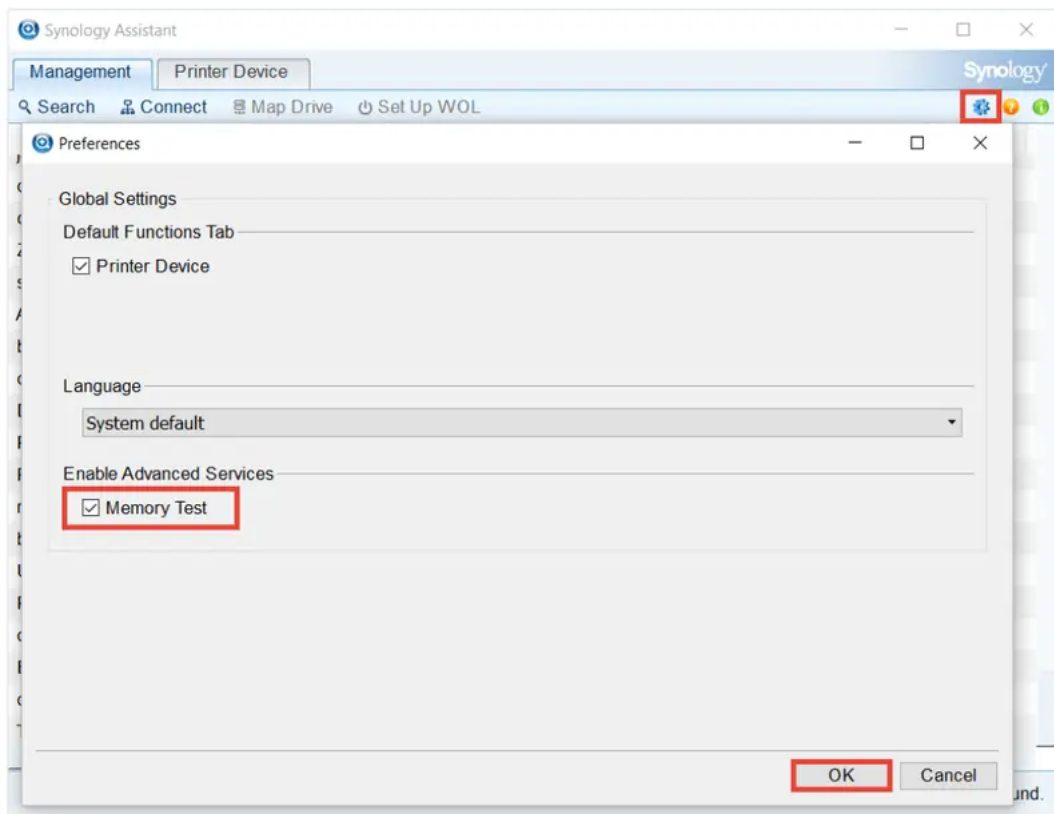 Synology Assistant
Management Printer Device Synology
Search Connect Map Drive Set Up WOL
Preferences
Global Settings
Default Functions Tab
Printer Device
Language
System default
Enable Advanced Services
Memory Test
OK Cancel
und.